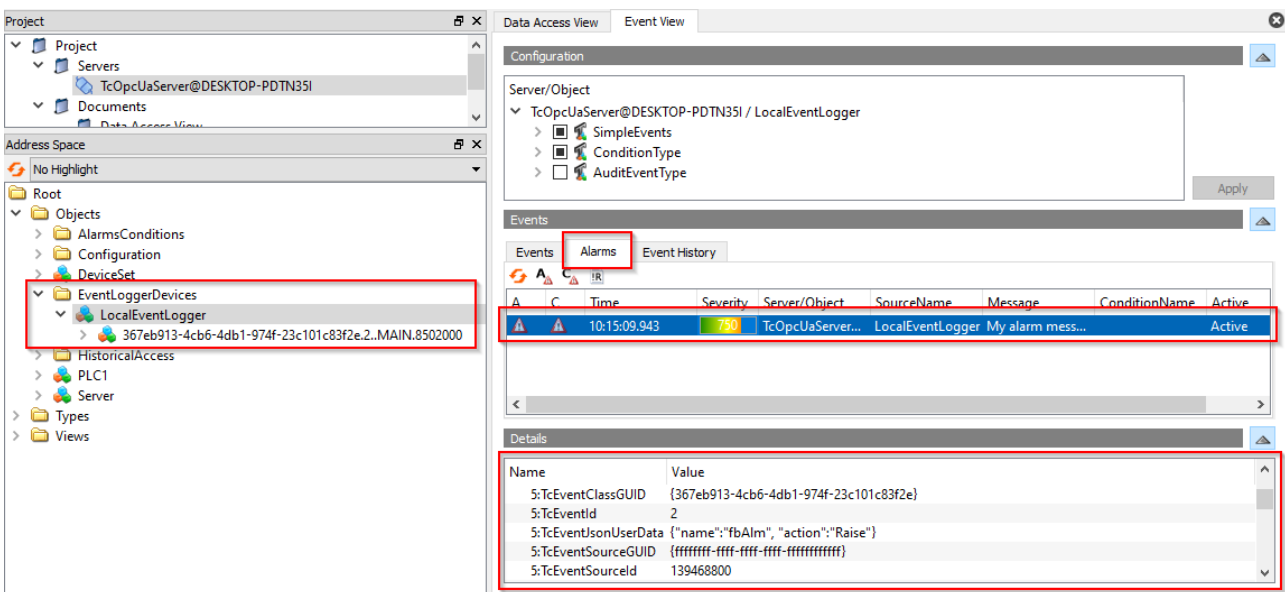 Project
Project
Servers
TcOpcUaServer@DESKTOP-PDTN35I
Documents
Data Access View
Address Space
No Highlight
Root
Objects
AlarmsConditions
Configuration
DeviceSet
EventLoggerDevices
LocalEventLogger
367eb913-4cb6-4db1-974f-23c101c83f2e.2..MAIN.8502000
HistoricalAccess
PLC1
Server
Types
Views
Data Access View Event View
Configuration
Server/Object
TcOpcUaServer@DESKTOP-PDTN35I / LocalEventLogger
SimpleEvents
ConditionType
AuditEventType
Apply
Events
Events Alarms Event History
A C !R
A C Time Severity Server/Object SourceName Message ConditionName Active
10:15:09.943 750 TcOpcUaServer... LocalEventLogger My alarm mess... Active
Details
Name Value
5:TcEventClassGUID {367eb913-4cb6-4db1-974f-23c101c83f2e}
5:TcEventId 2
5:TcEventJsonUserData {"name":"fbAlm", "action":"Raise"}
5:TcEventSourceGUID {ffffffff-ffff-ffff-ffff-ffffffffffff}
5:TcEventSourceId 139468800